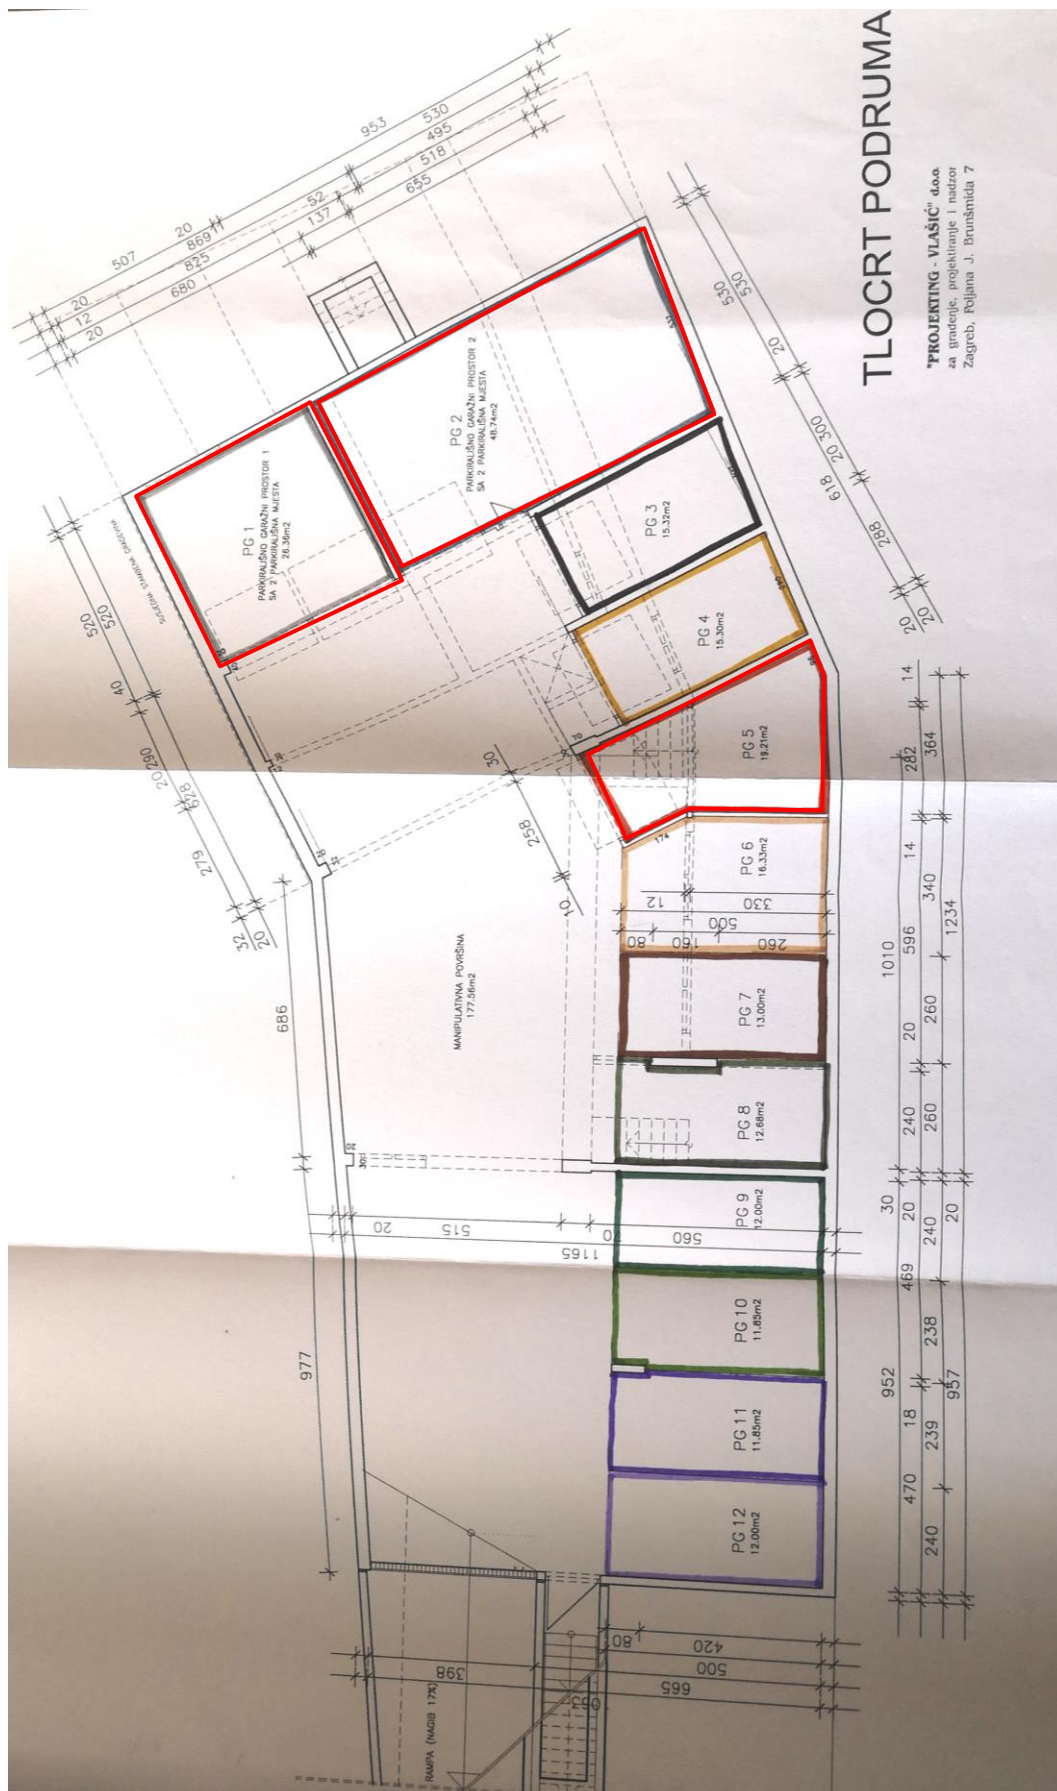 TLOCRT PODRUMA
"PROJEKTING - VLAŠIĆ" d.o.o.
za građenje, projektiranje i nadzor
Zagreb, Poljana J. Brunšmida 7
SUSJEDNA STAMBENA GRAĐEVINA
PG 1
PARKIRALIŠNO GARAŽNI PROSTOR 1
SA 2 PARKIRALIŠNA MJESTA
26.36m2
PG 2
PARKIRALIŠNO GARAŽNI PROSTOR 2
SA 2 PARKIRALIŠNA MJESTA
48.74m2
PG 3
15.32m2
PG 4
15.30m2
PG 5
19.21m2
PG 6
16.33m2
PG 7
13.00m2
PG 8
12.68m2
PG 9
12.00m2
PG 10
11.85m2
PG 11
11.85m2
PG 12
12.00m2
MANIPULATIVNA POVRŠINA
177.56m2
RAMPA (NAGIB 17%)
507 20 953 530
20 869 52 495
12 825 137 518
20 680 655
530 20 300 618 288 20
530 20
520 40 290 20 279 32
520 628 20
30 258 10
686
977
174
12 330
500
80 160 260
20 515 70 560
1165
1010 30 952
14 282 14 596 20 240 20 469 18 470
364 340 260 260 240 238 239 240
1234 20 957
398
80 420
500
665
70
30